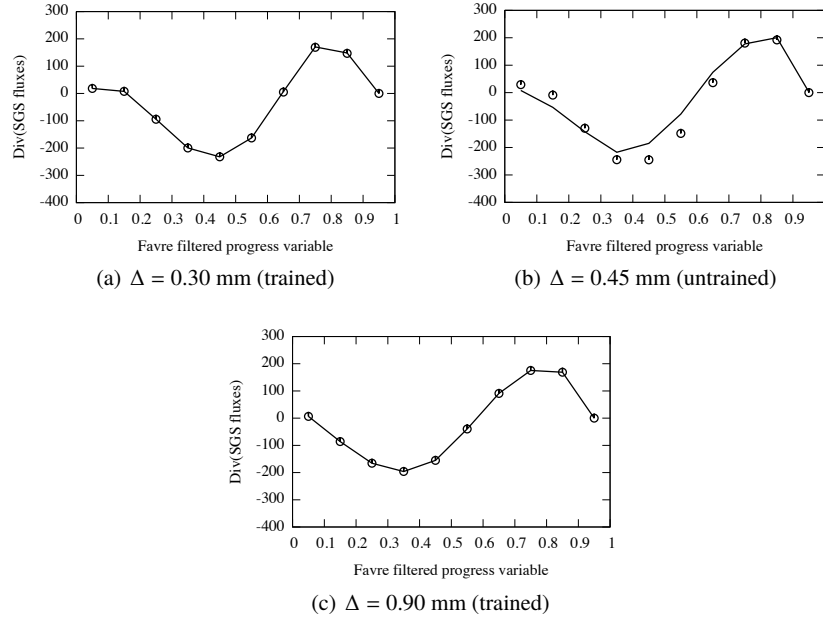 300
200
100
0
-100
-200
-300
-400
Div(SGS fluxes)
0 0.1 0.2 0.3 0.4 0.5 0.6 0.7 0.8 0.9 1
Favre filtered progress variable
(a) Δ = 0.30 mm (trained)
300
200
100
0
-100
-200
-300
-400
Div(SGS fluxes)
0 0.1 0.2 0.3 0.4 0.5 0.6 0.7 0.8 0.9
Favre filtered progress variable
(b) Δ = 0.45 mm (untrained)
300
200
100
0
-100
-200
-300
-400
Div(SGS fluxes)
0 0.1 0.2 0.3 0.4 0.5 0.6 0.7 0.8 0.9 1
Favre filtered progress variable
(c) Δ = 0.90 mm (trained)